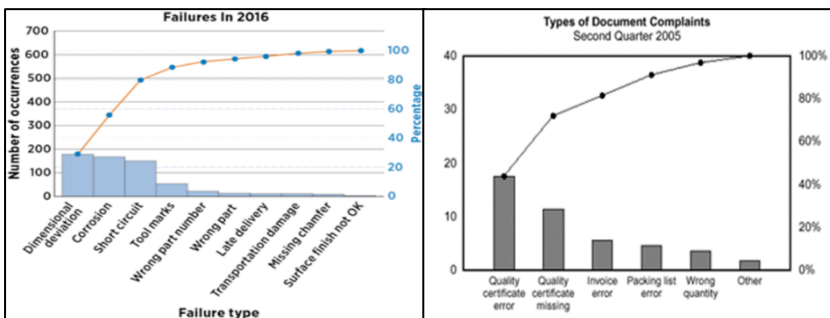 Failures In 2016
700
600
500
400
300
200
100
0
Number of occurrences
100
80
60
40
20
0
Percentage
Dimensional
deviation
Corrosion
Short circuit
Tool marks
Wrong part number
Wrong part
Late delivery
Transportation damage
Missing chamfer
Surface finish not OK
Failure type
Types of Document Complaints
Second Quarter 2005
40
30
20
10
0
100%
80%
60%
40%
20%
0%
Quality
certificate
error
Quality
certificate
missing
Invoice
error
Packing list
error
Wrong
quantity
Other